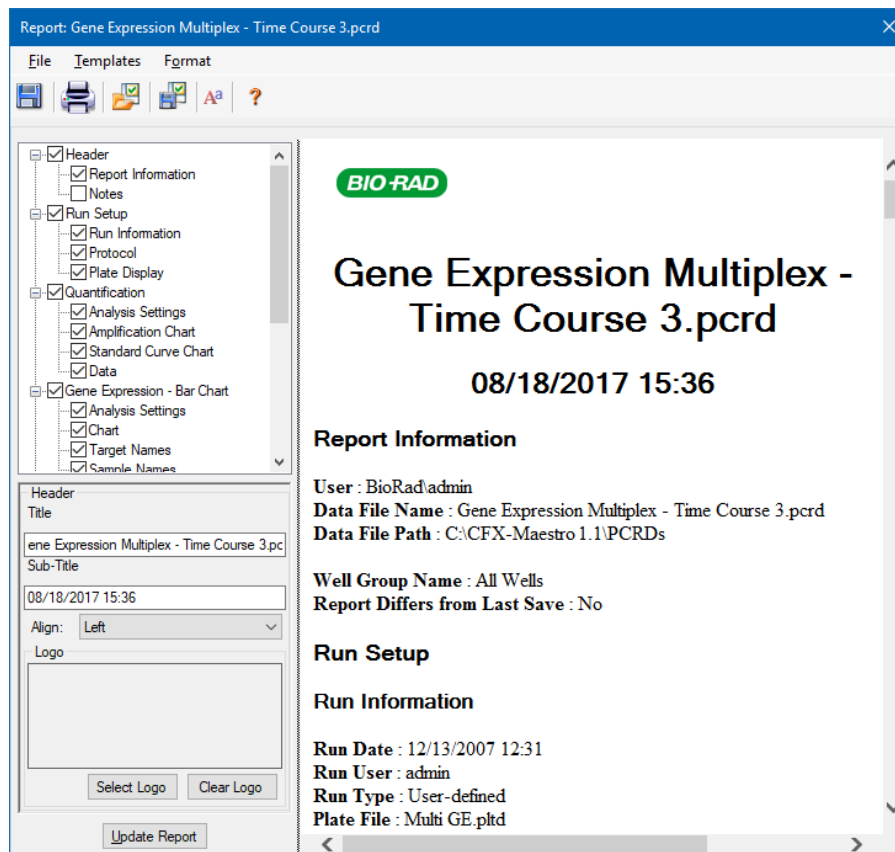 Report: Gene Expression Multiplex - Time Course 3.pcrd
File Templates Format
Aa ?
Header
Report Information
Notes
Run Setup
Run Information
Protocol
Plate Display
Quantification
Analysis Settings
Amplification Chart
Standard Curve Chart
Data
Gene Expression - Bar Chart
Analysis Settings
Chart
Target Names
Sample Names
Header
Title
ene Expression Multiplex - Time Course 3.pc
Sub-Title
08/18/2017 15:36
Align: Left
Logo
Select Logo Clear Logo
Update Report
BIO-RAD
Gene Expression Multiplex -
Time Course 3.pcrd
08/18/2017 15:36
Report Information
User : BioRad\admin
Data File Name : Gene Expression Multiplex - Time Course 3.pcrd
Data File Path : C:\CFX-Maestro 1.1\PCRDs
Well Group Name : All Wells
Report Differs from Last Save : No
Run Setup
Run Information
Run Date : 12/13/2007 12:31
Run User : admin
Run Type : User-defined
Plate File : Multi GE.pltd